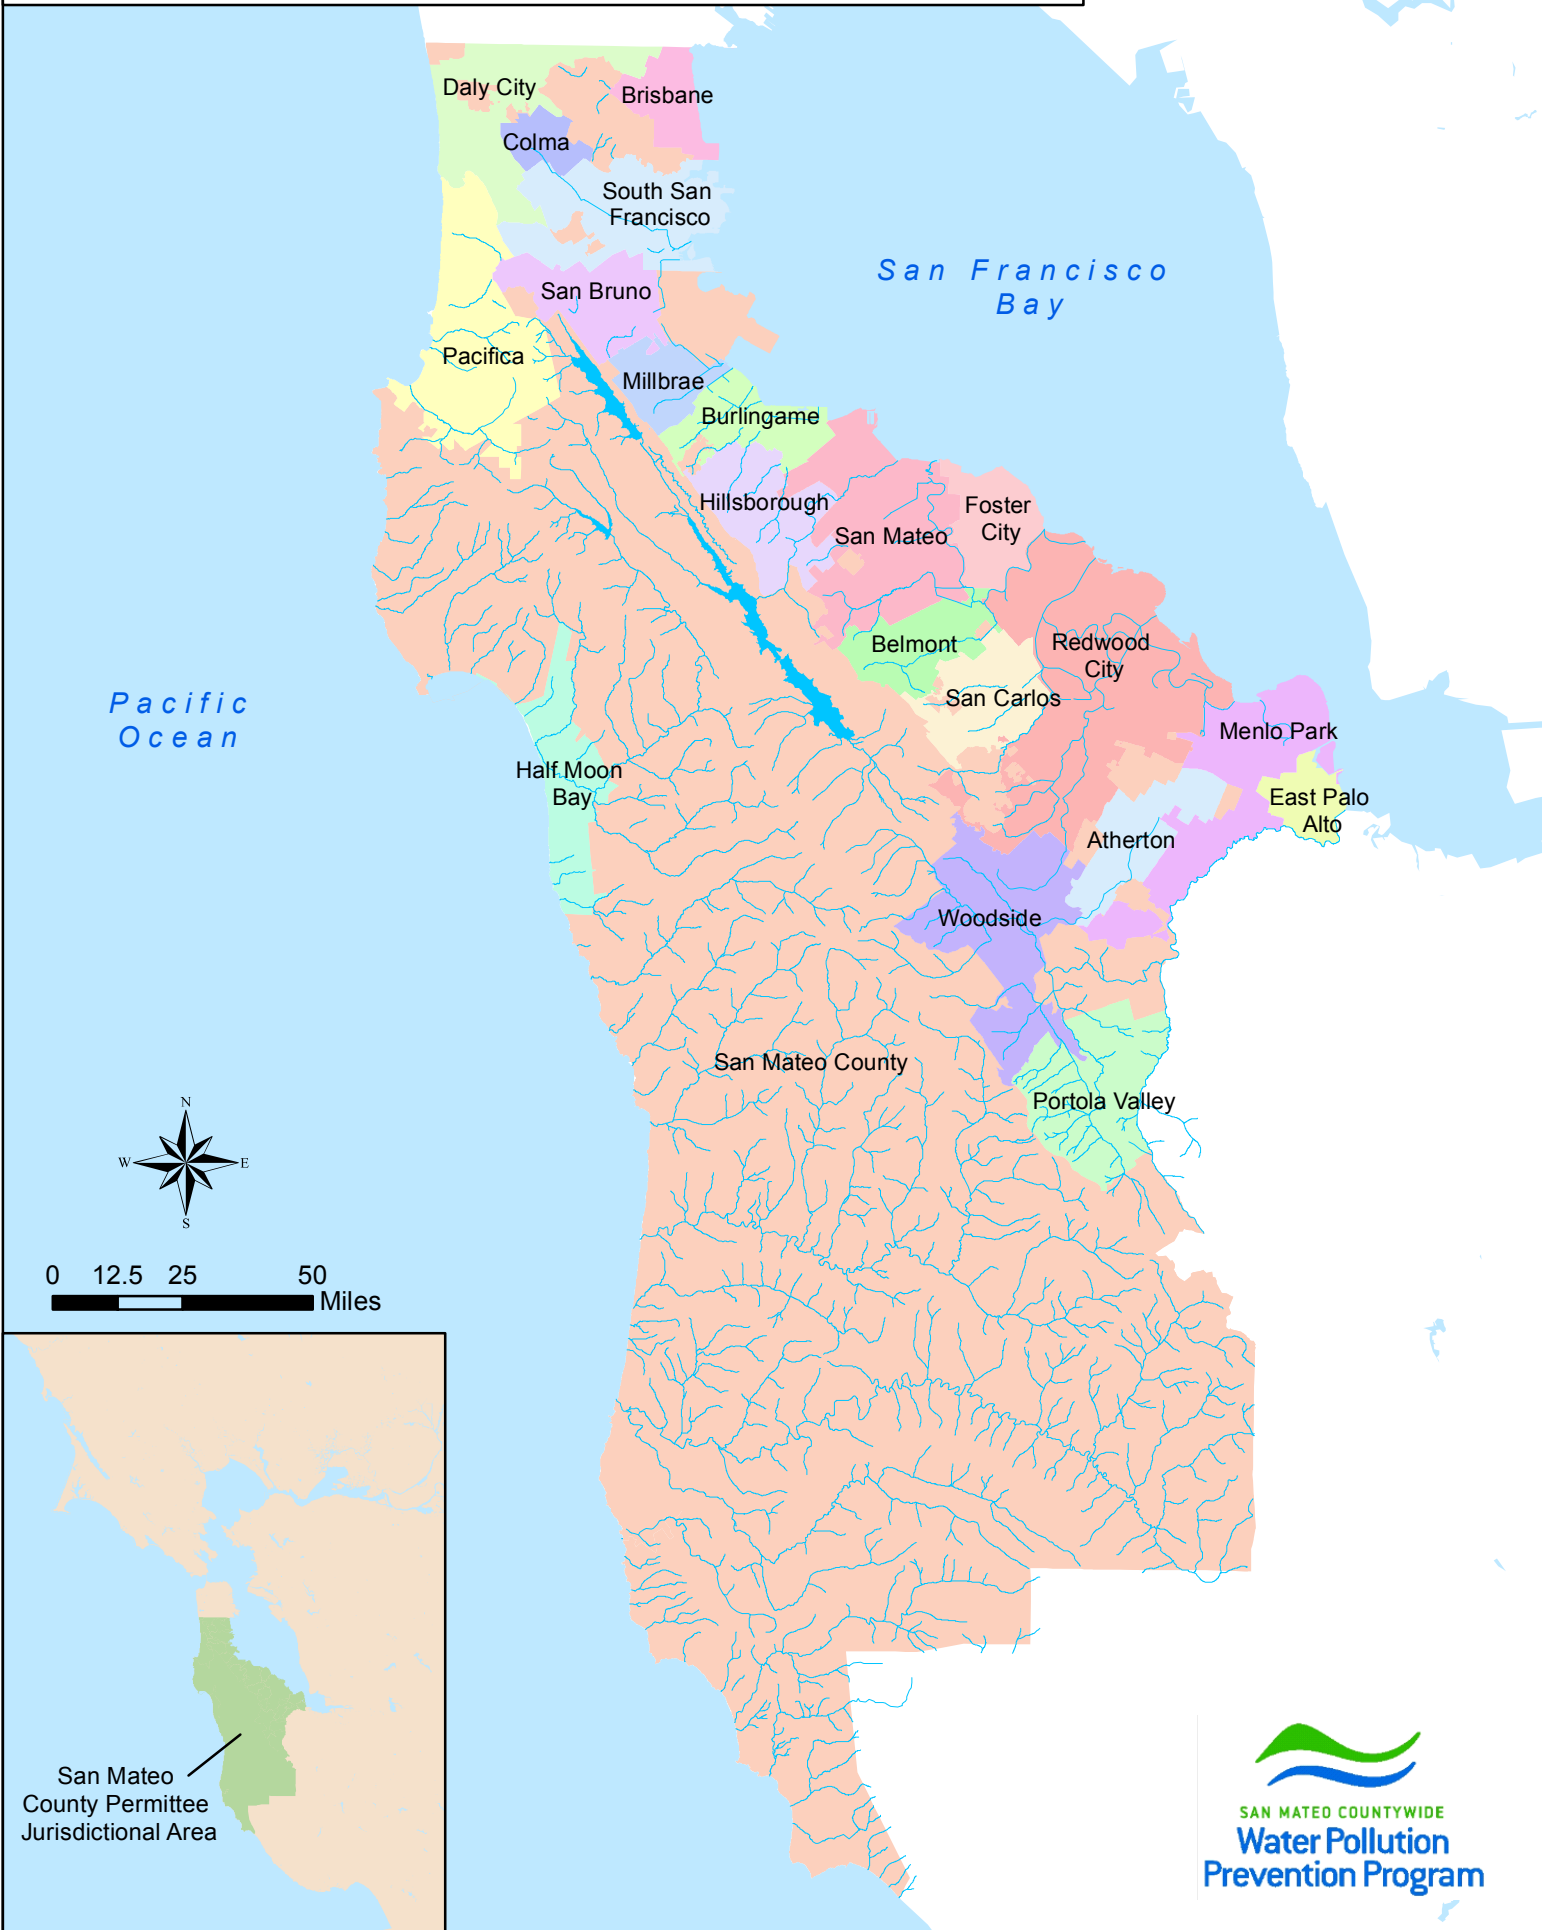 Daly City
Brisbane
Colma
South San
Francisco
San Francisco
Bay
San Bruno
Pacifica
Millbrae
Burlingame
Hillsborough
Foster
City
San Mateo
Belmont
Redwood
City
San Carlos
Pacific
Ocean
Menlo Park
Half Moon
Bay
East Palo
Alto
Atherton
Woodside
San Mateo County
Portola Valley
N
W
E
S
0 12.5 25 50
Miles
San Mateo
County Permittee
Jurisdictional Area
SAN MATEO COUNTYWIDE
Water Pollution
Prevention Program